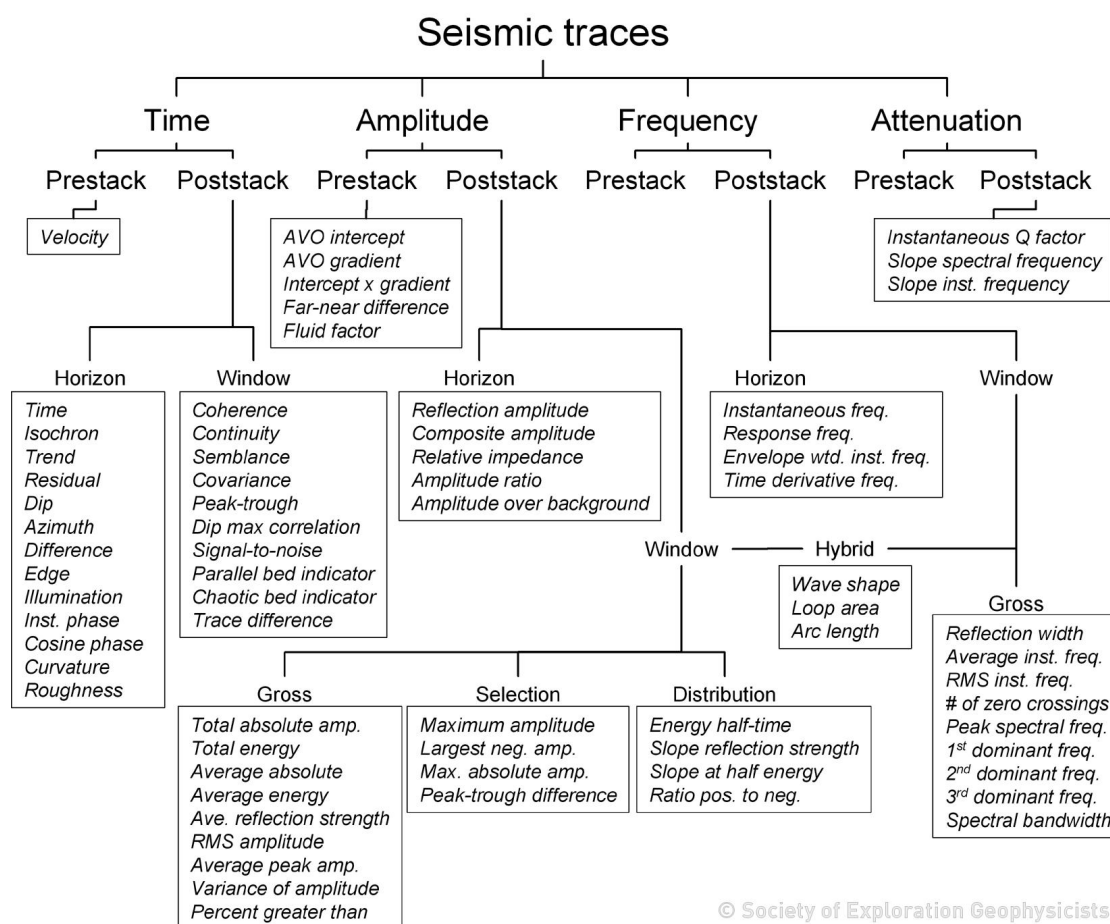 Seismic traces
Time Amplitude Frequency Attenuation
Prestack Poststack Prestack Poststack Prestack Poststack Prestack Poststack
Velocity
AVO intercept
AVO gradient
Intercept x gradient
Far-near difference
Fluid factor
Instantaneous Q factor
Slope spectral frequency
Slope inst. frequency
Horizon
Time
Isochron
Trend
Residual
Dip
Azimuth
Difference
Edge
Illumination
Inst. phase
Cosine phase
Curvature
Roughness
Window
Coherence
Continuity
Semblance
Covariance
Peak-trough
Dip max correlation
Signal-to-noise
Parallel bed indicator
Chaotic bed indicator
Trace difference
Horizon
Reflection amplitude
Composite amplitude
Relative impedance
Amplitude ratio
Amplitude over background
Horizon
Instantaneous freq.
Response freq.
Envelope wtd. inst. freq.
Time derivative freq.
Window
Window
Hybrid
Wave shape
Loop area
Arc length
Gross
Reflection width
Average inst. freq.
RMS inst. freq.
# of zero crossings
Peak spectral freq.
1st dominant freq.
2nd dominant freq.
3rd dominant freq.
Spectral bandwidth
Gross
Total absolute amp.
Total energy
Average absolute
Average energy
Ave. reflection strength
RMS amplitude
Average peak amp.
Variance of amplitude
Percent greater than
Selection
Maximum amplitude
Largest neg. amp.
Max. absolute amp.
Peak-trough difference
Distribution
Energy half-time
Slope reflection strength
Slope at half energy
Ratio pos. to neg.
© Society of Exploration Geophysicists